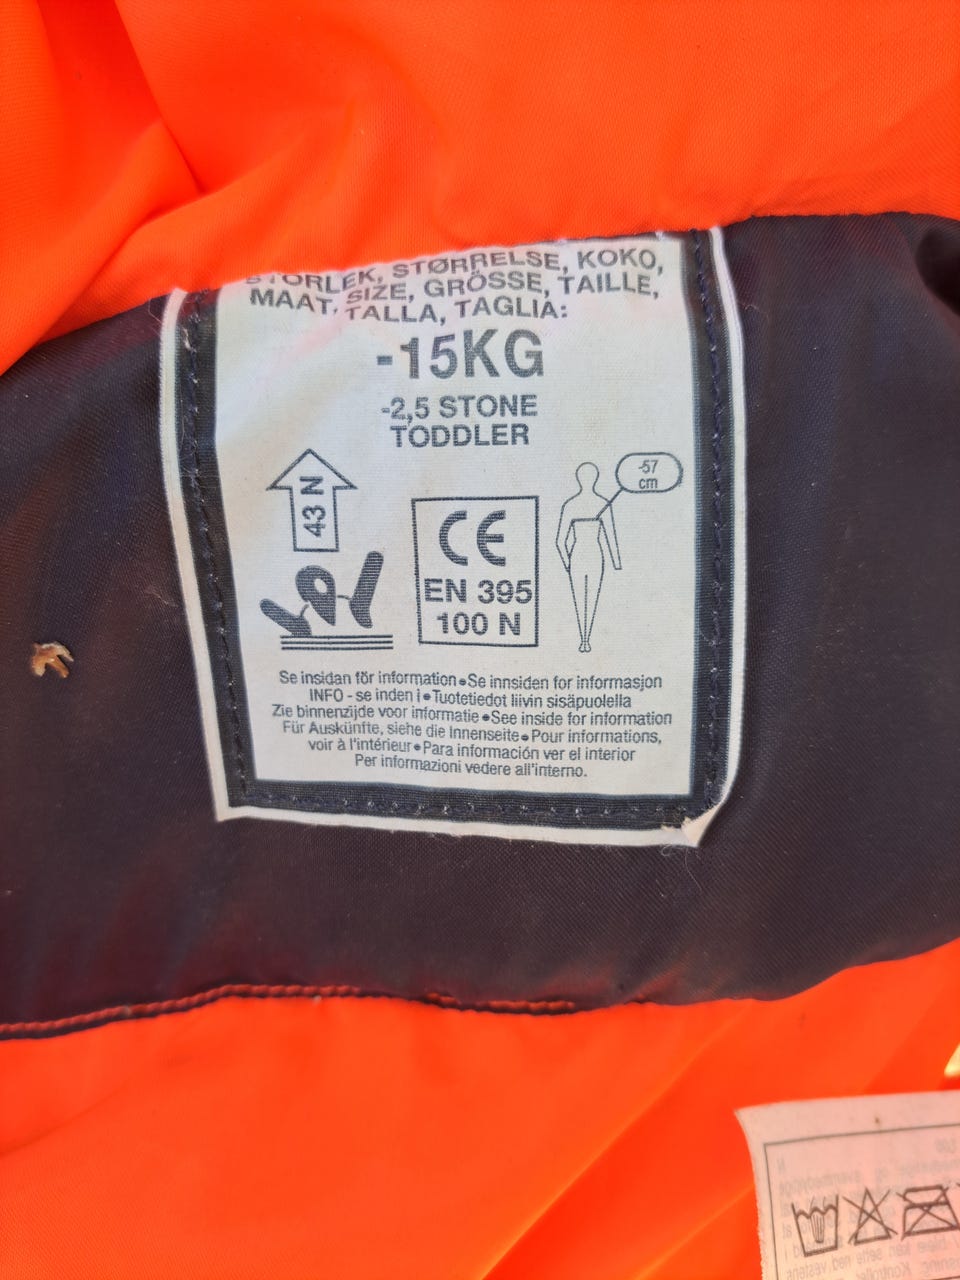 STORLEK, STØRRELSE, KOKO,
MAAT, SIZE, GRÖSSE, TAILLE,
TALLA, TAGLIA:
-15KG
-2,5 STONE
TODDLER
43 N
-57
cm
CE
EN 395
100 N
Se insidan för information•Se innsiden for informasjon
INFO - se inden i•Tuotetiedot liivin sisäpuolella
Zie binnenzijde voor informatie•See inside for information
Für Auskünfte, siehe die Innenseite•Pour informations,
voir à l'intérieur•Para información ver el interior
Per informazioni vedere all'interno.